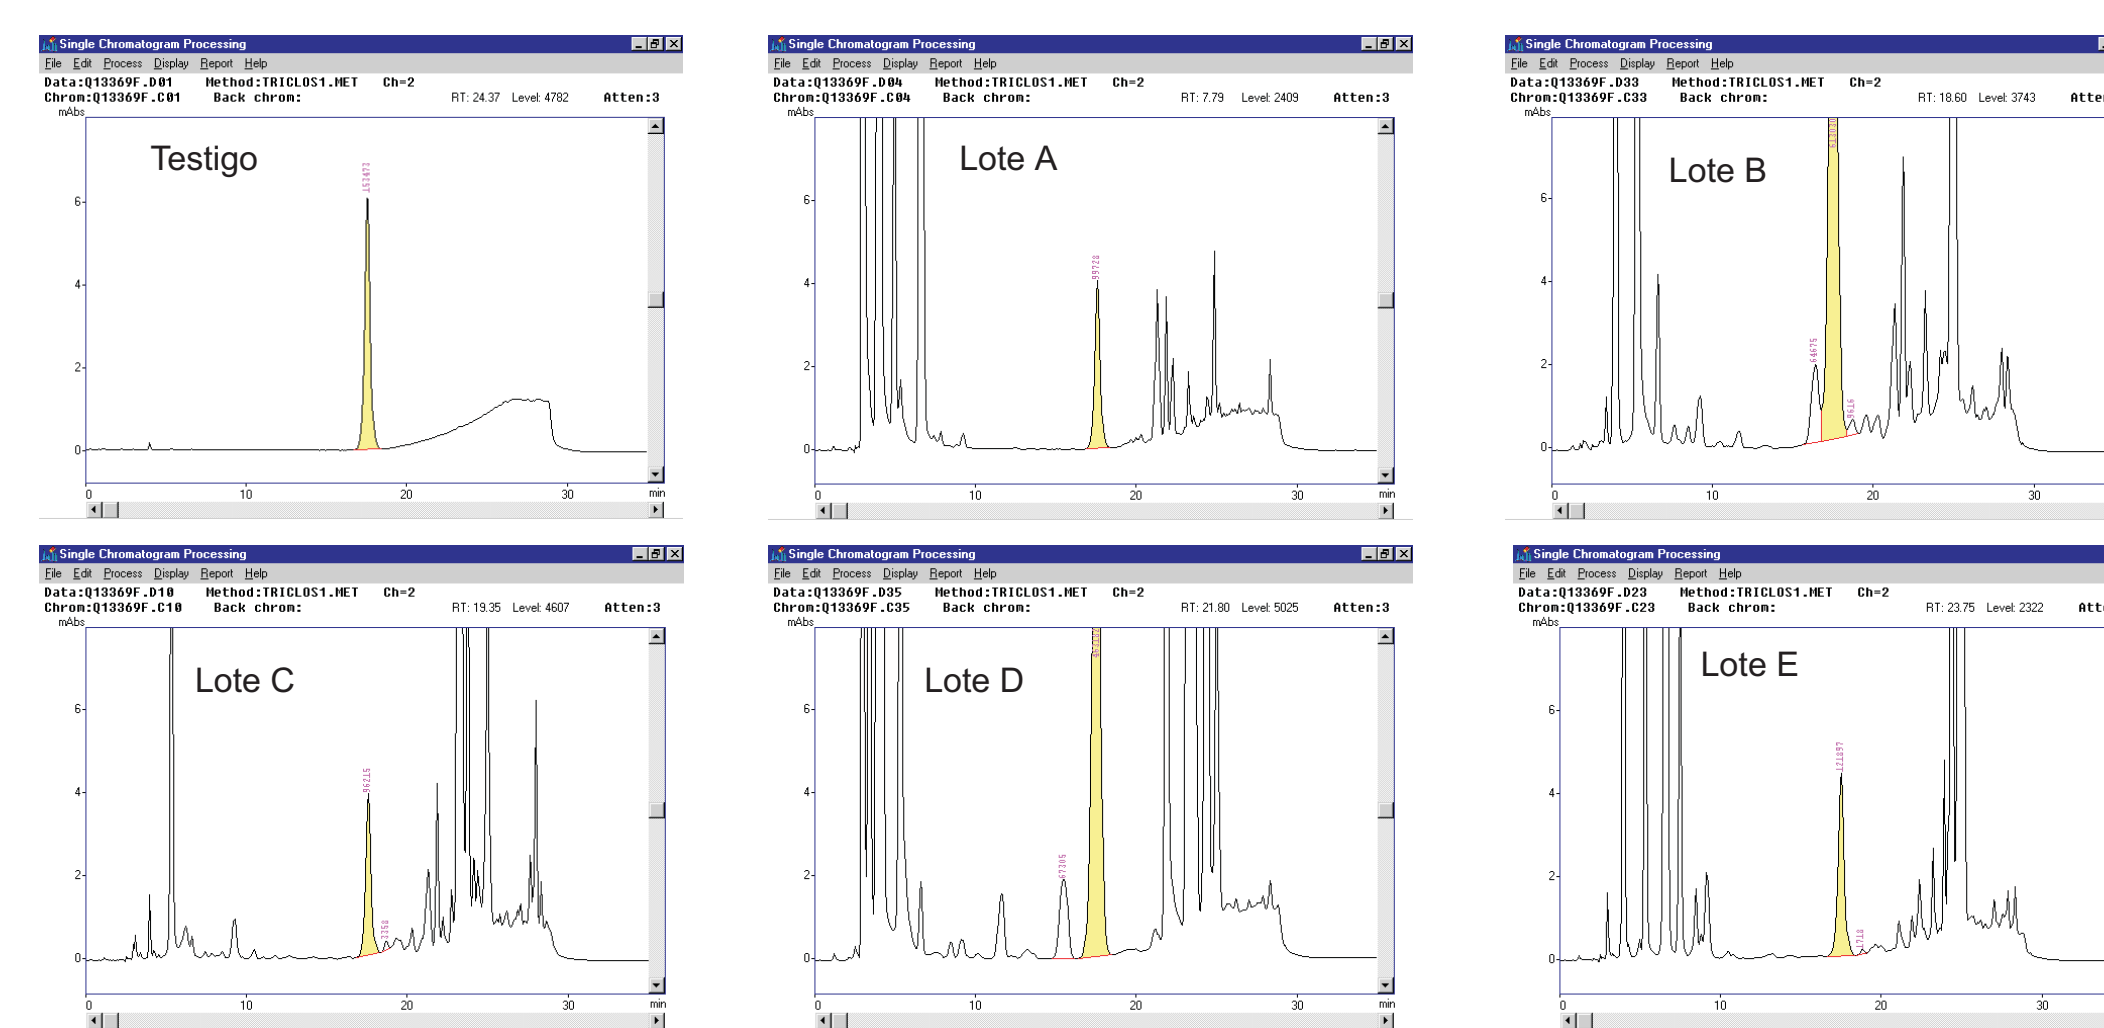 Single Chromatogram Processing
File Edit Process Display Report Help
Data:Q13369F.D01 Method:TRICLOS1.MET Ch=2
Chrom:Q13369F.C01 Back chrom: RT: 24.37 Level: 4782 Atten:3
mAbs
Testigo
153473
6
4
2
0
0 10 20 30 min
Single Chromatogram Processing
File Edit Process Display Report Help
Data:Q13369F.D04 Method:TRICLOS1.MET Ch=2
Chrom:Q13369F.C04 Back chrom: RT: 7.79 Level: 2409 Atten:3
mAbs
Lote A
99728
6
4
2
0
0 10 20 30 min
Single Chromatogram Processing
File Edit Process Display Report Help
Data:Q13369F.D33 Method:TRICLOS1.MET Ch=2
Chrom:Q13369F.C33 Back chrom: RT: 18.60 Level: 3743
mAbs
Lote B
64675
9616
6
4
2
0
0 10 20 30
Single Chromatogram Processing
File Edit Process Display Report Help
Data:Q13369F.D10 Method:TRICLOS1.MET Ch=2
Chrom:Q13369F.C10 Back chrom: RT: 19.35 Level: 4607 Atten:3
mAbs
Lote C
96215
3358
6
4
2
0
0 10 20 30 min
Single Chromatogram Processing
File Edit Process Display Report Help
Data:Q13369F.D35 Method:TRICLOS1.MET Ch=2
Chrom:Q13369F.C35 Back chrom: RT: 21.80 Level: 5025 Atten:3
mAbs
Lote D
67305
6
4
2
0
0 10 20 30 min
Single Chromatogram Processing
File Edit Process Display Report Help
Data:Q13369F.D23 Method:TRICLOS1.MET Ch=2
Chrom:Q13369F.C23 Back chrom: RT: 23.75 Level: 2322
mAbs
Lote E
121897
1718
6
4
2
0
0 10 20 30